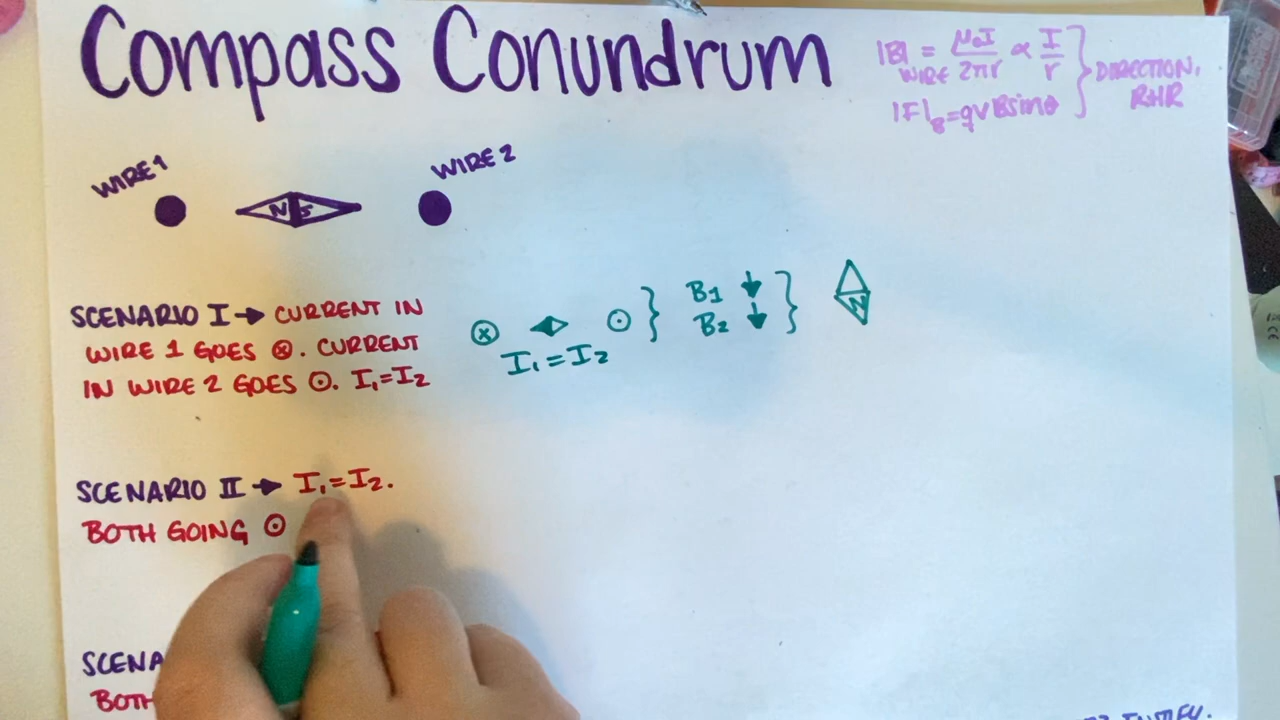 Compass Conundrum
|B| = μ₀I / 2πr ∝ I / r
WIRE
|F|B = qvBsinθ
DIRECTION,
RHR
WIRE 1
WIRE 2
N S
SCENARIO I → CURRENT IN
WIRE 1 GOES ⊗. CURRENT
IN WIRE 2 GOES ⊙. I₁=I₂
⊗ ⊙
I₁=I₂
B₁ ↓
B₂ ↓
N
SCENARIO II → I₁=I₂.
BOTH GOING ⊙
SCENA
BOTH